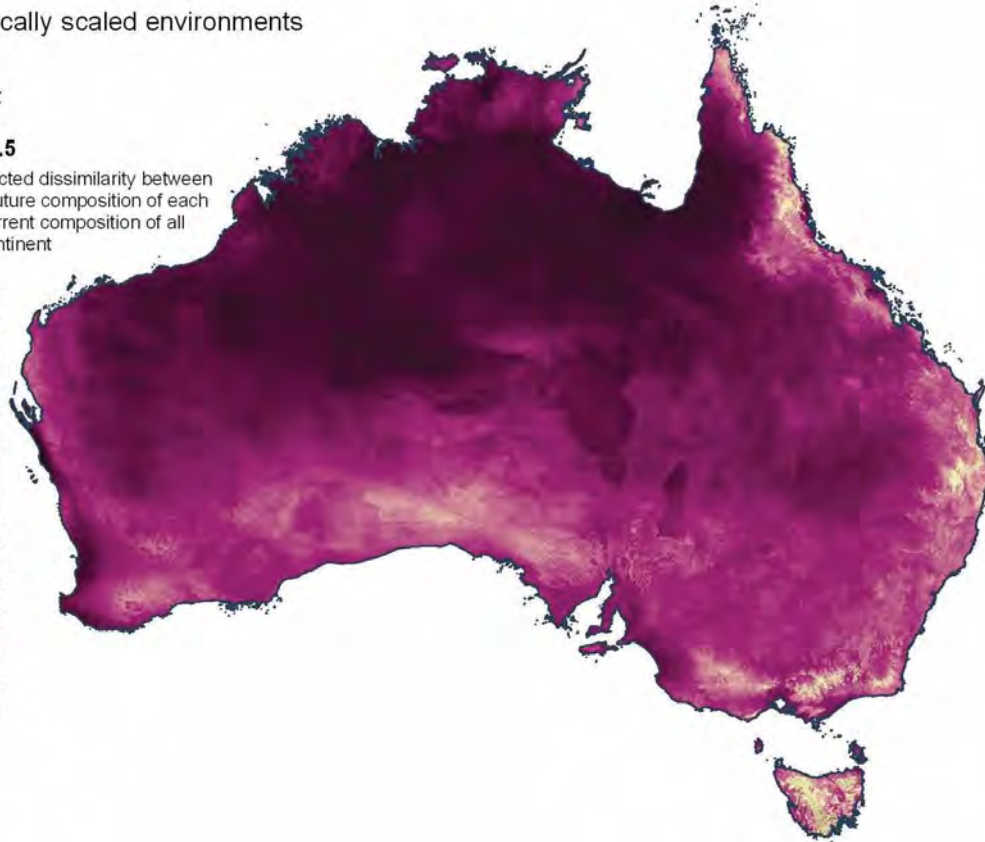 cally scaled environments
.5
cted dissimilarity between
uture composition of each
rrent composition of all
ntinent